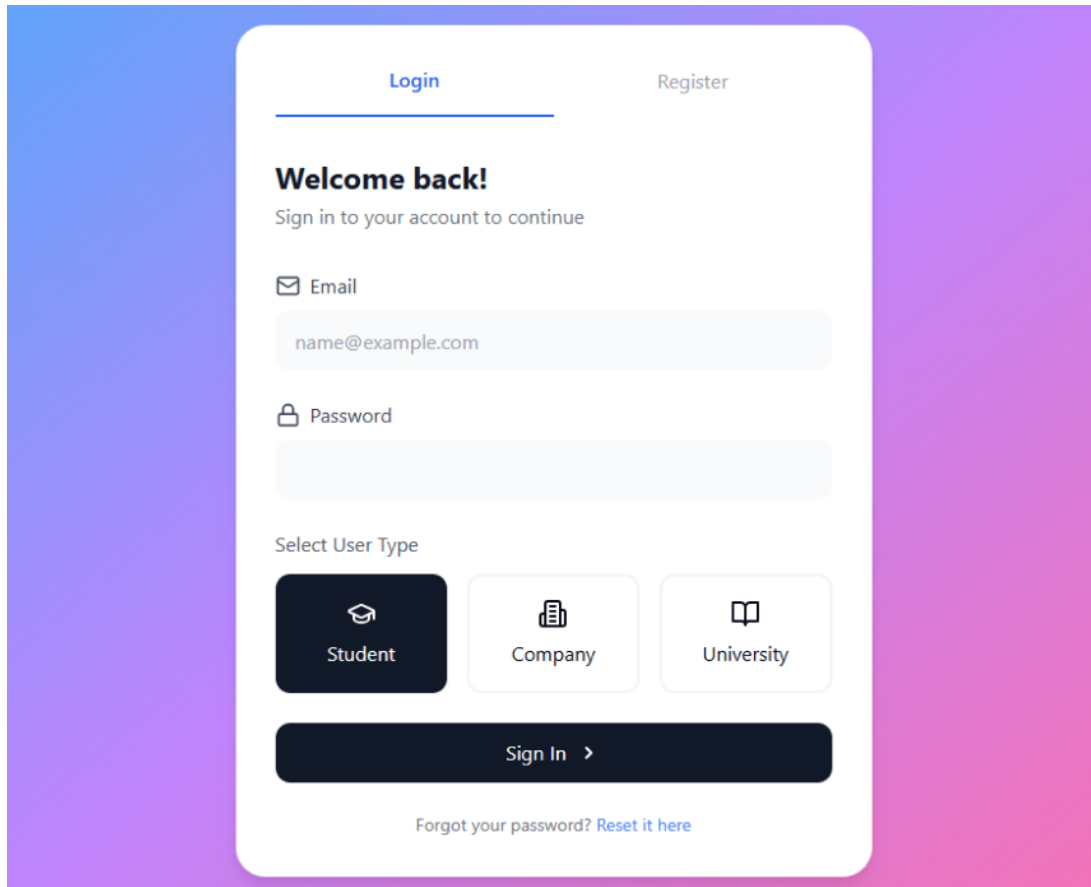 Login Register
Welcome back!
Sign in to your account to continue
Email
name@example.com
Password
Select User Type
Student Company University
Sign In
Forgot your password? Reset it here